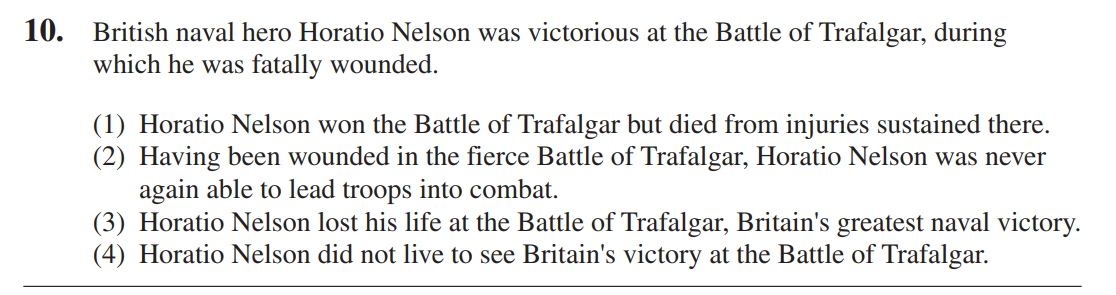 10. British naval hero Horatio Nelson was victorious at the Battle of Trafalgar, during
which he was fatally wounded.
(1) Horatio Nelson won the Battle of Trafalgar but died from injuries sustained there.
(2) Having been wounded in the fierce Battle of Trafalgar, Horatio Nelson was never
again able to lead troops into combat.
(3) Horatio Nelson lost his life at the Battle of Trafalgar, Britain's greatest naval victory.
(4) Horatio Nelson did not live to see Britain's victory at the Battle of Trafalgar.